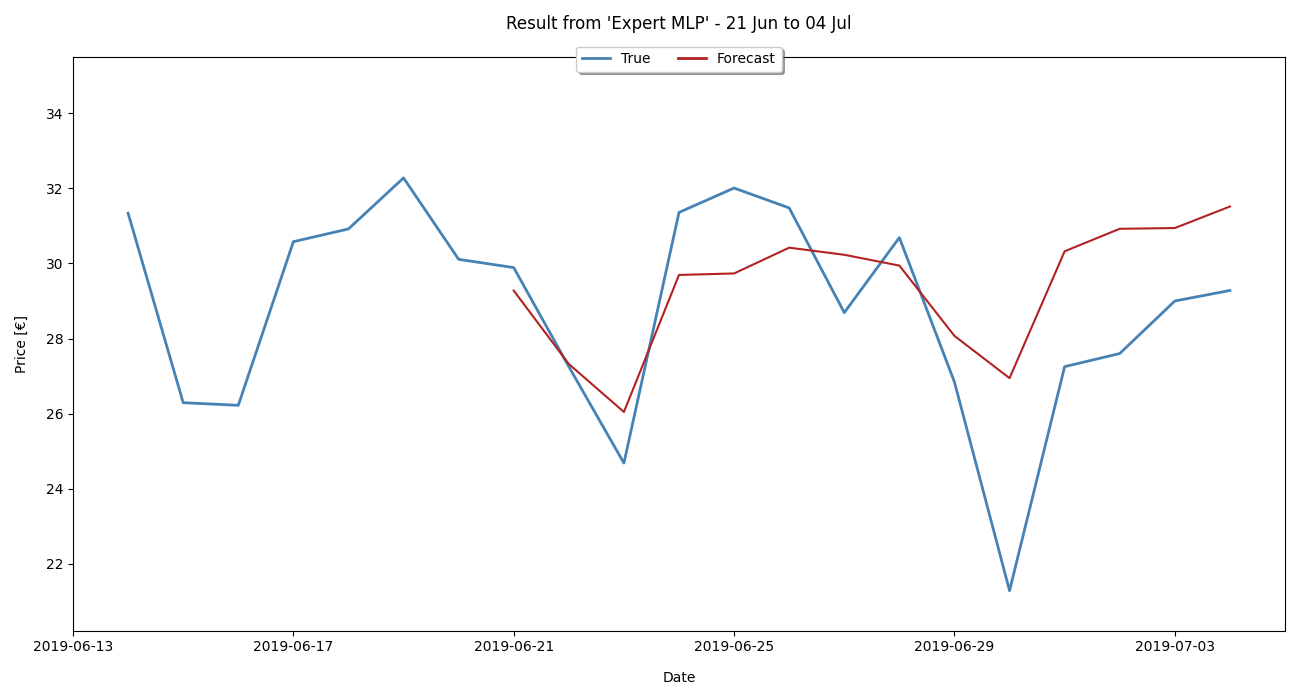 Result from 'Expert MLP' - 21 Jun to 04 Jul
True Forecast
34
32
30
28
26
24
22
Price [€]
2019-06-13 2019-06-17 2019-06-21 2019-06-25 2019-06-29 2019-07-03
Date